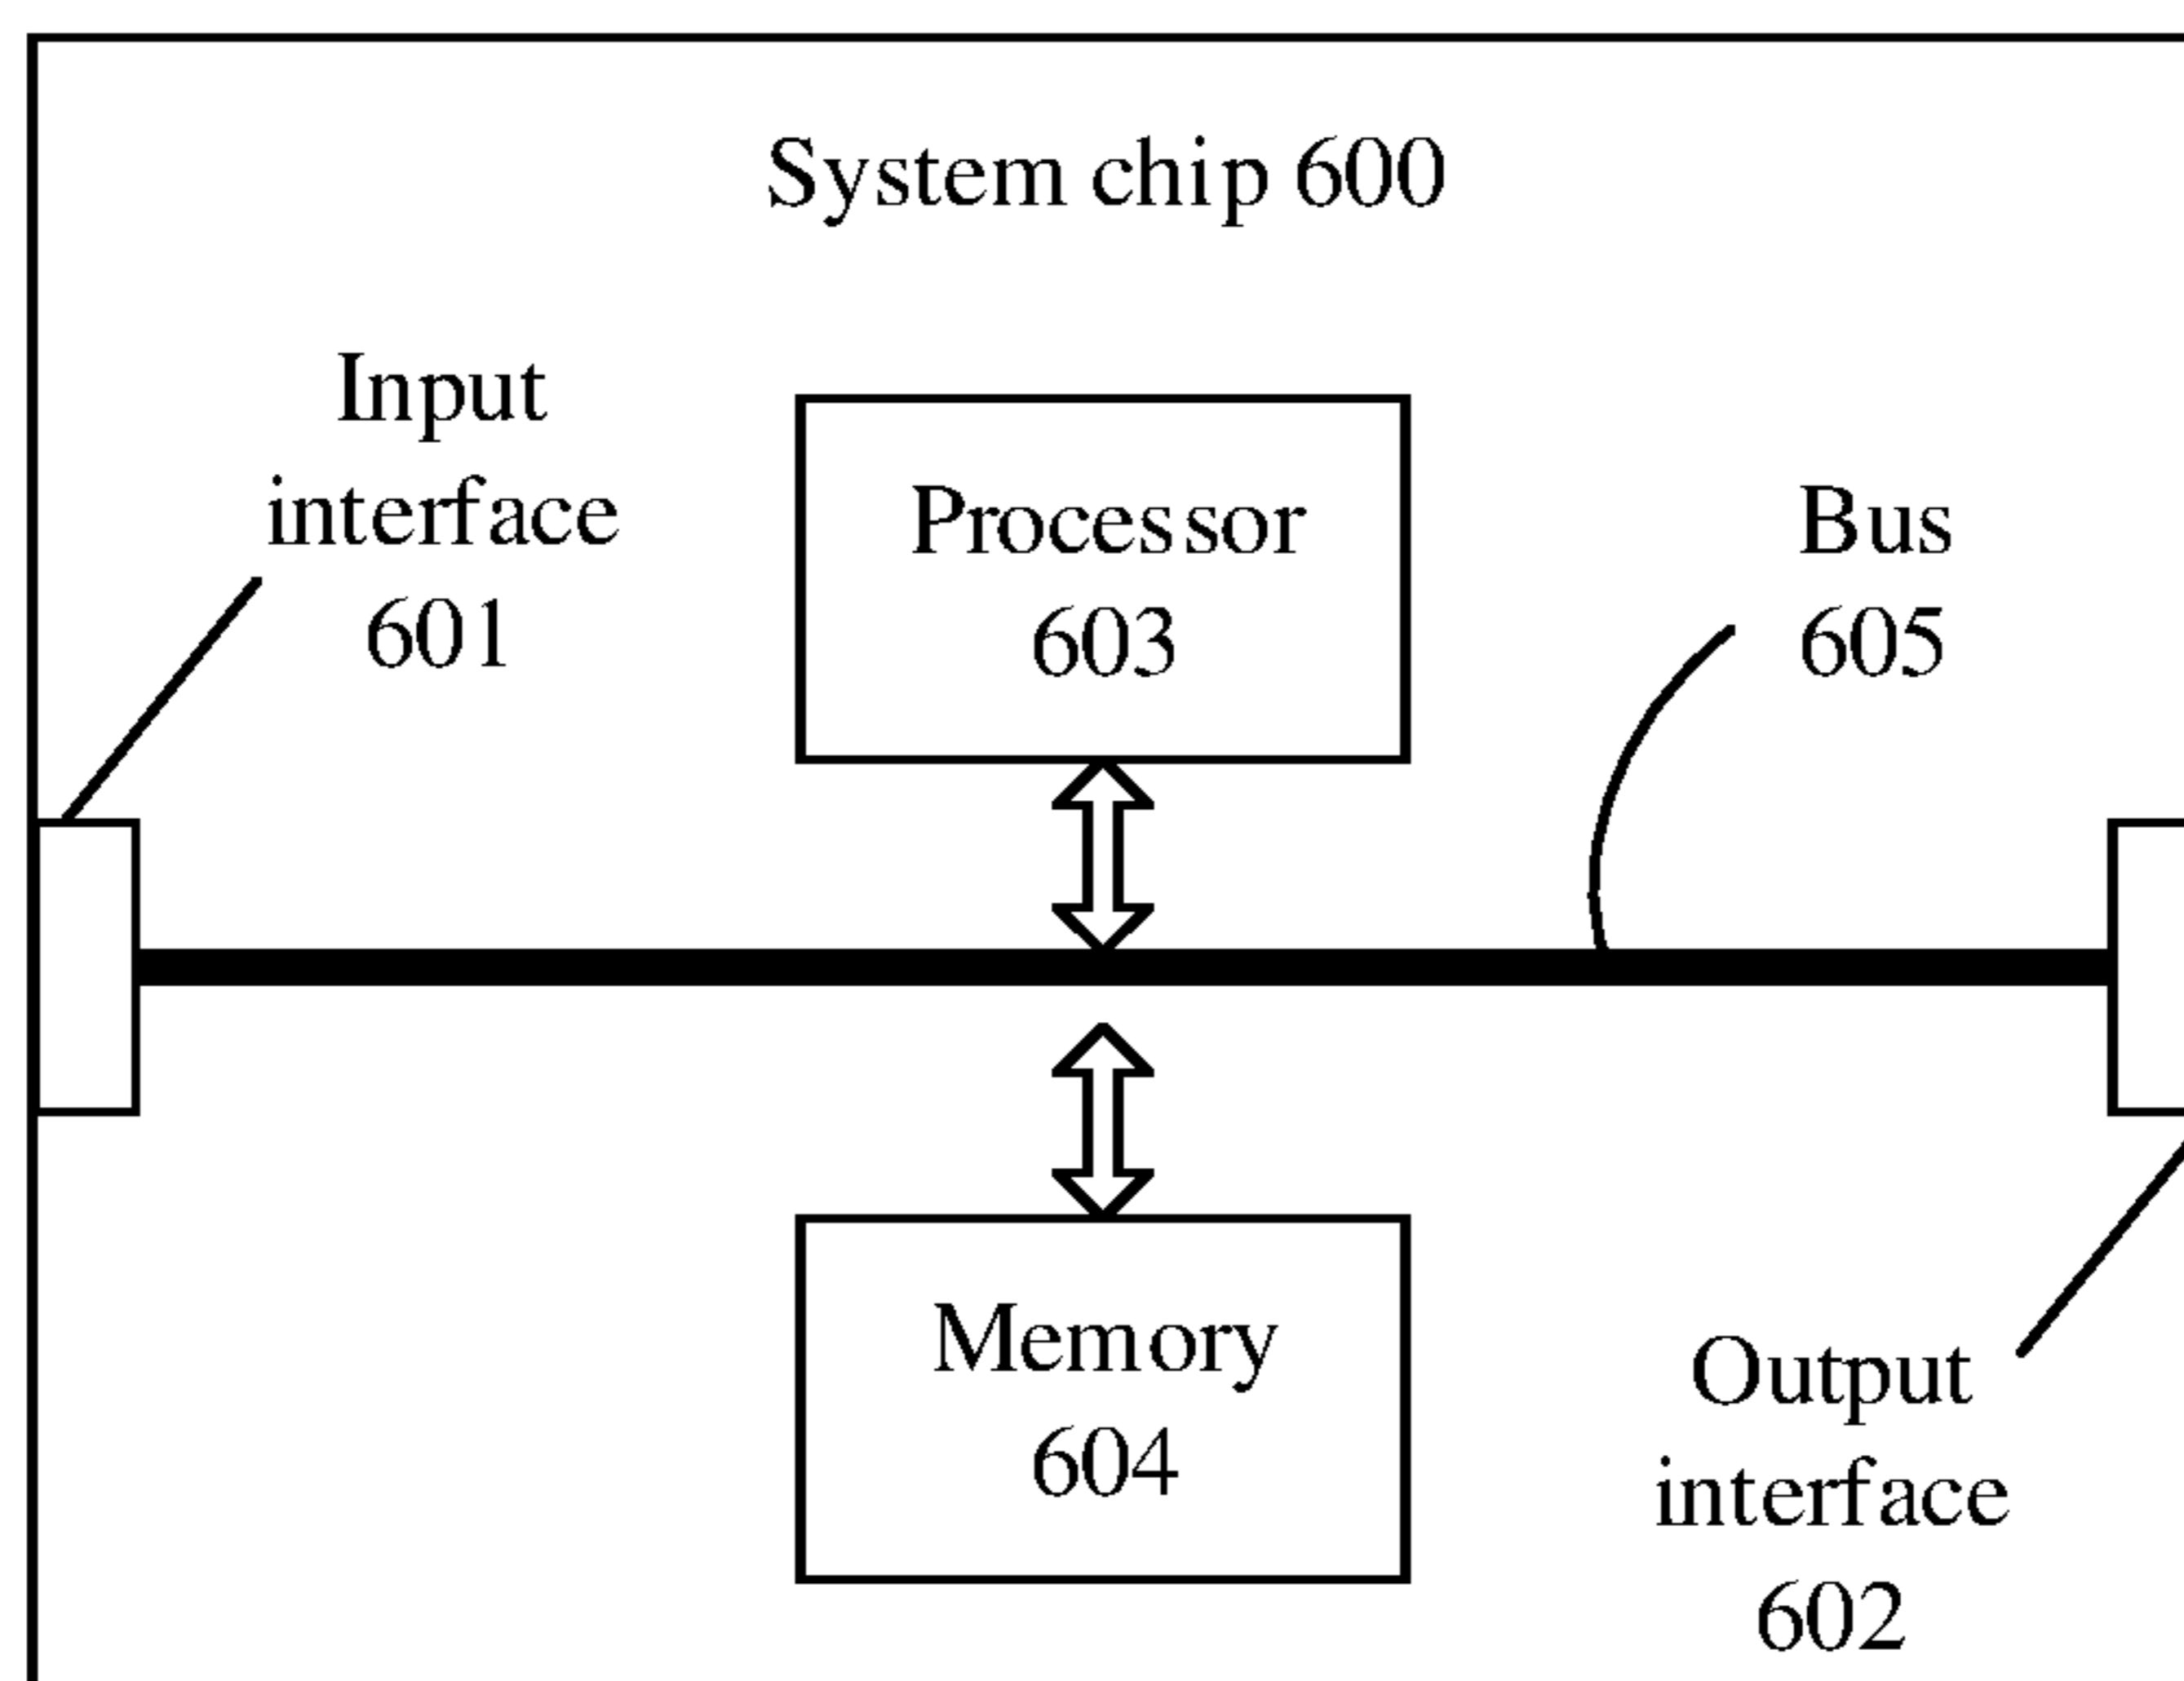 System chip 600
Input
interface
601
Processor
603
Bus
605
Memory
604
Output
interface
602